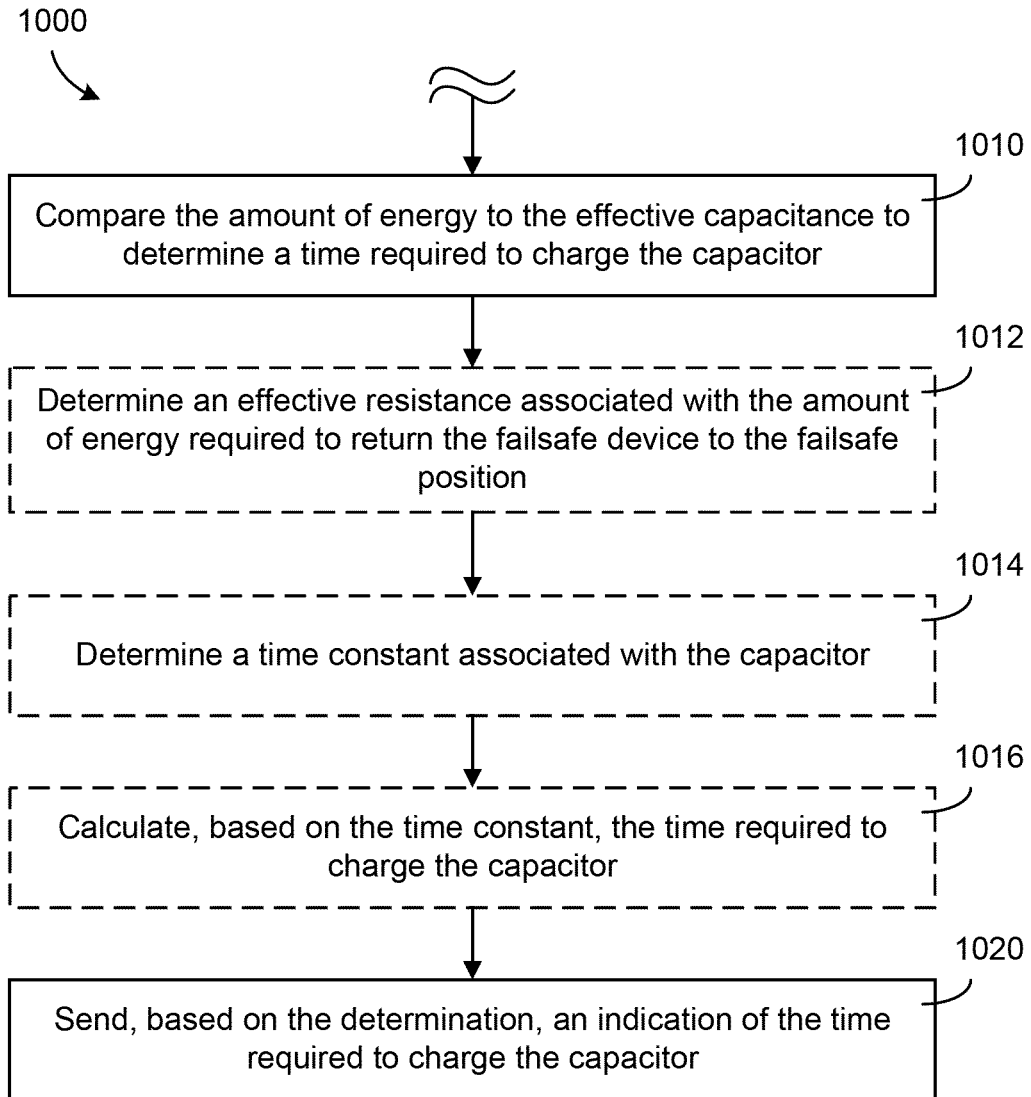 1000
1010
Compare the amount of energy to the effective capacitance to
determine a time required to charge the capacitor
1012
Determine an effective resistance associated with the amount
of energy required to return the failsafe device to the failsafe
position
1014
Determine a time constant associated with the capacitor
1016
Calculate, based on the time constant, the time required to
charge the capacitor
1020
Send, based on the determination, an indication of the time
required to charge the capacitor